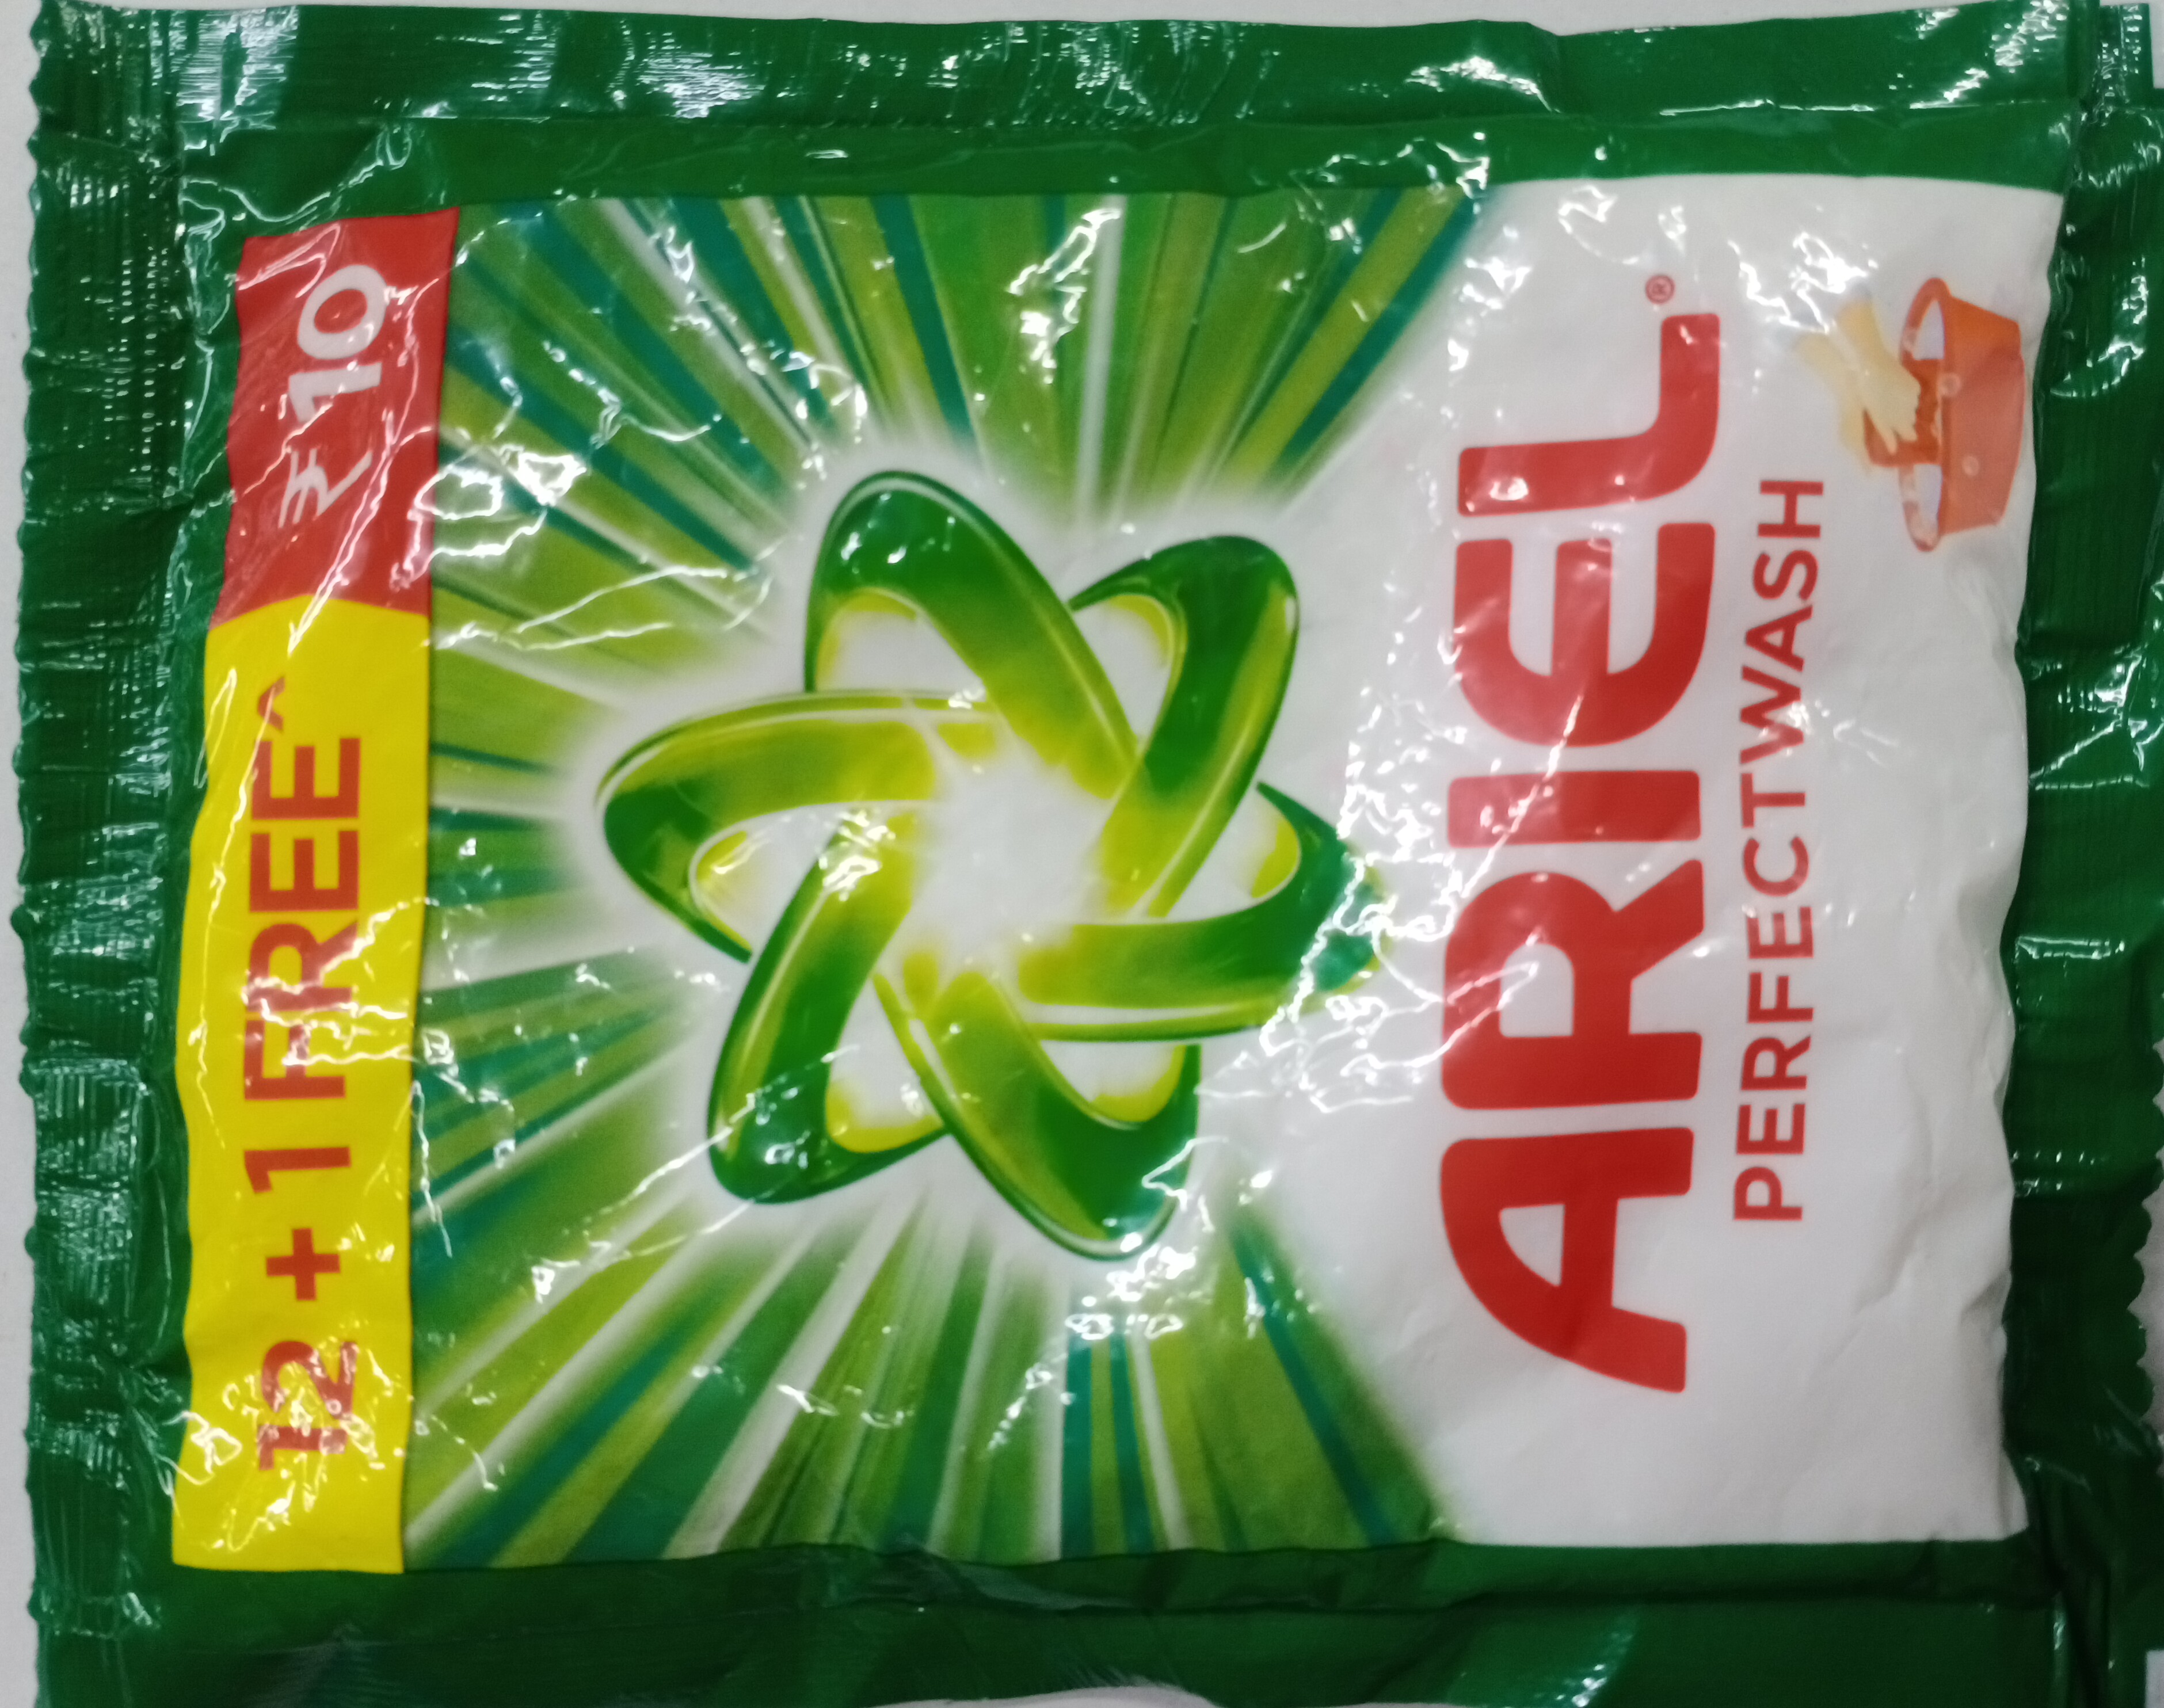 12 + 1 FREE^ ₹10
ARIEL®
PERFECTWASH